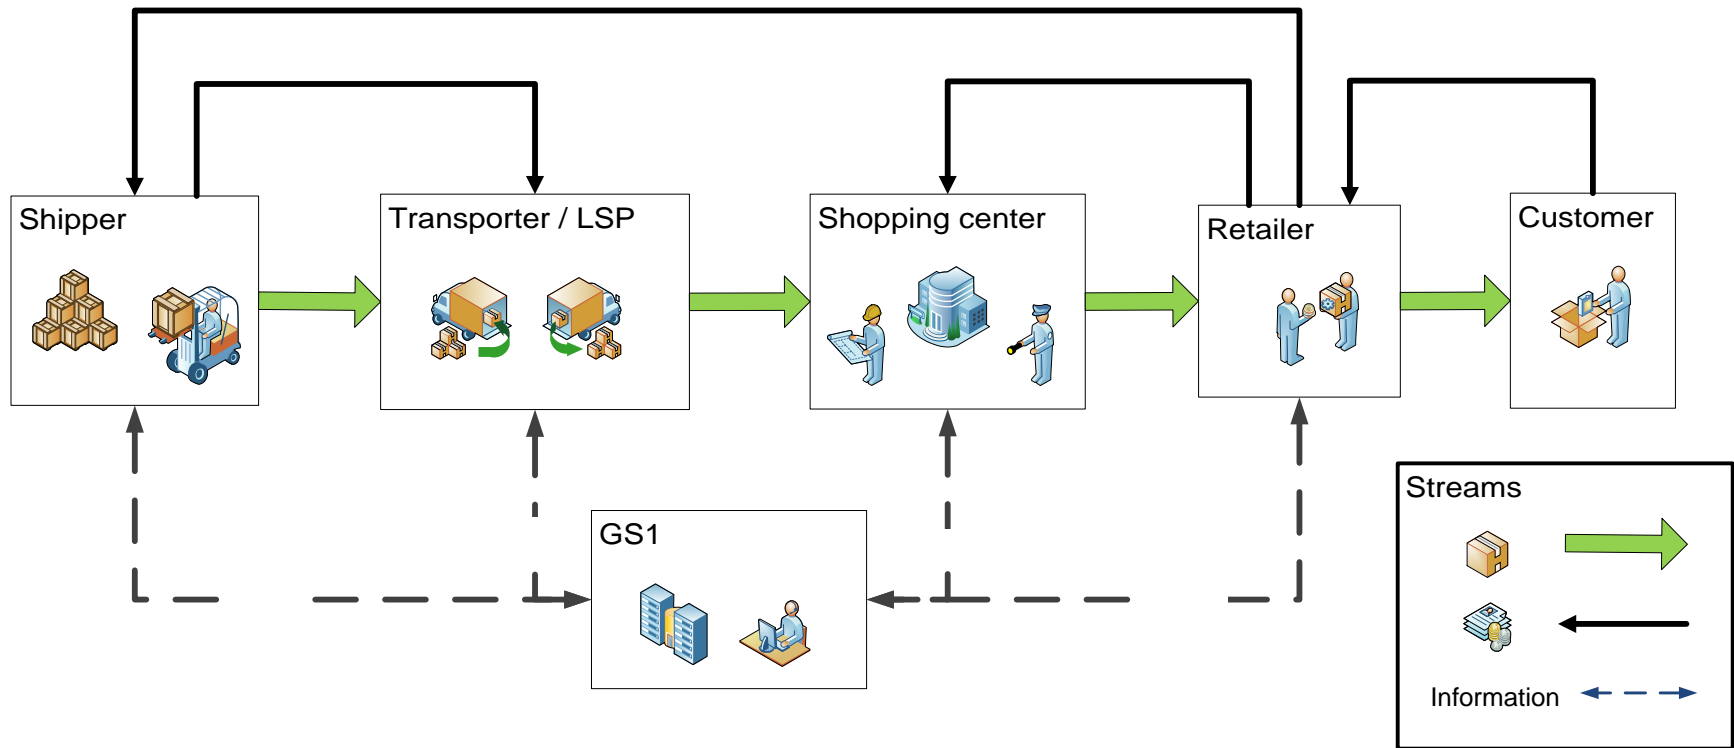 Shipper
Transporter / LSP
Shopping center
Retailer
Customer
GS1
Streams
Information